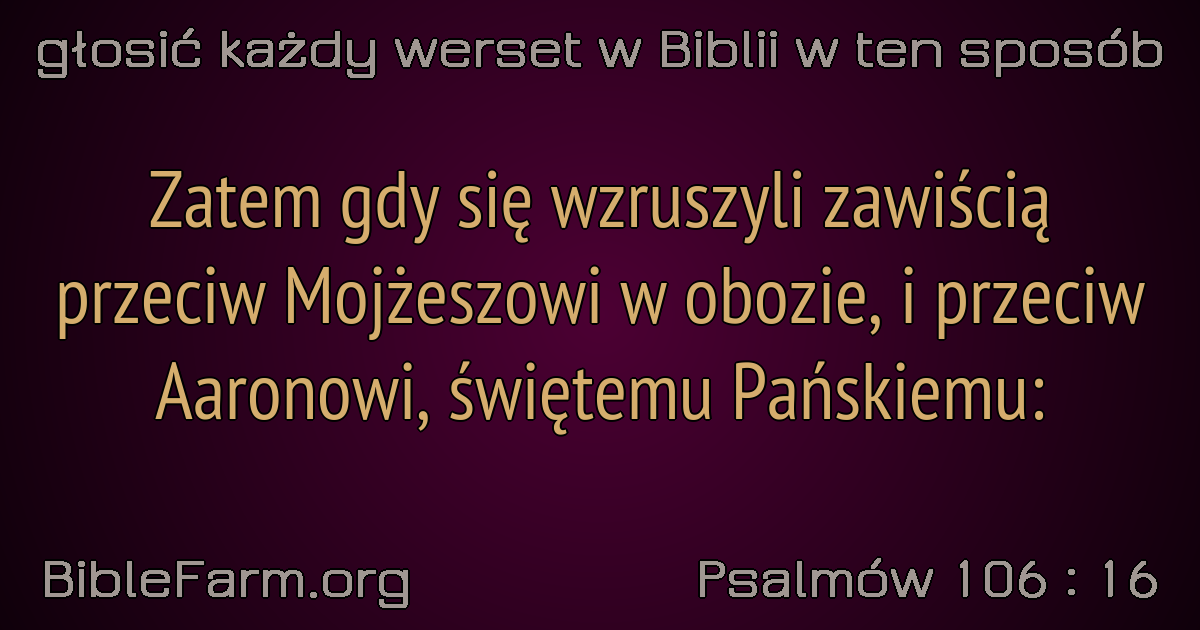 głosić każdy werset w Biblii w ten sposób
Zatem gdy się wzruszyli zawiścią
przeciw Mojżeszowi w obozie, i przeciw
Aaronowi, świętemu Pańskiemu:
BibleFarm.org
Psalmów 106 : 16